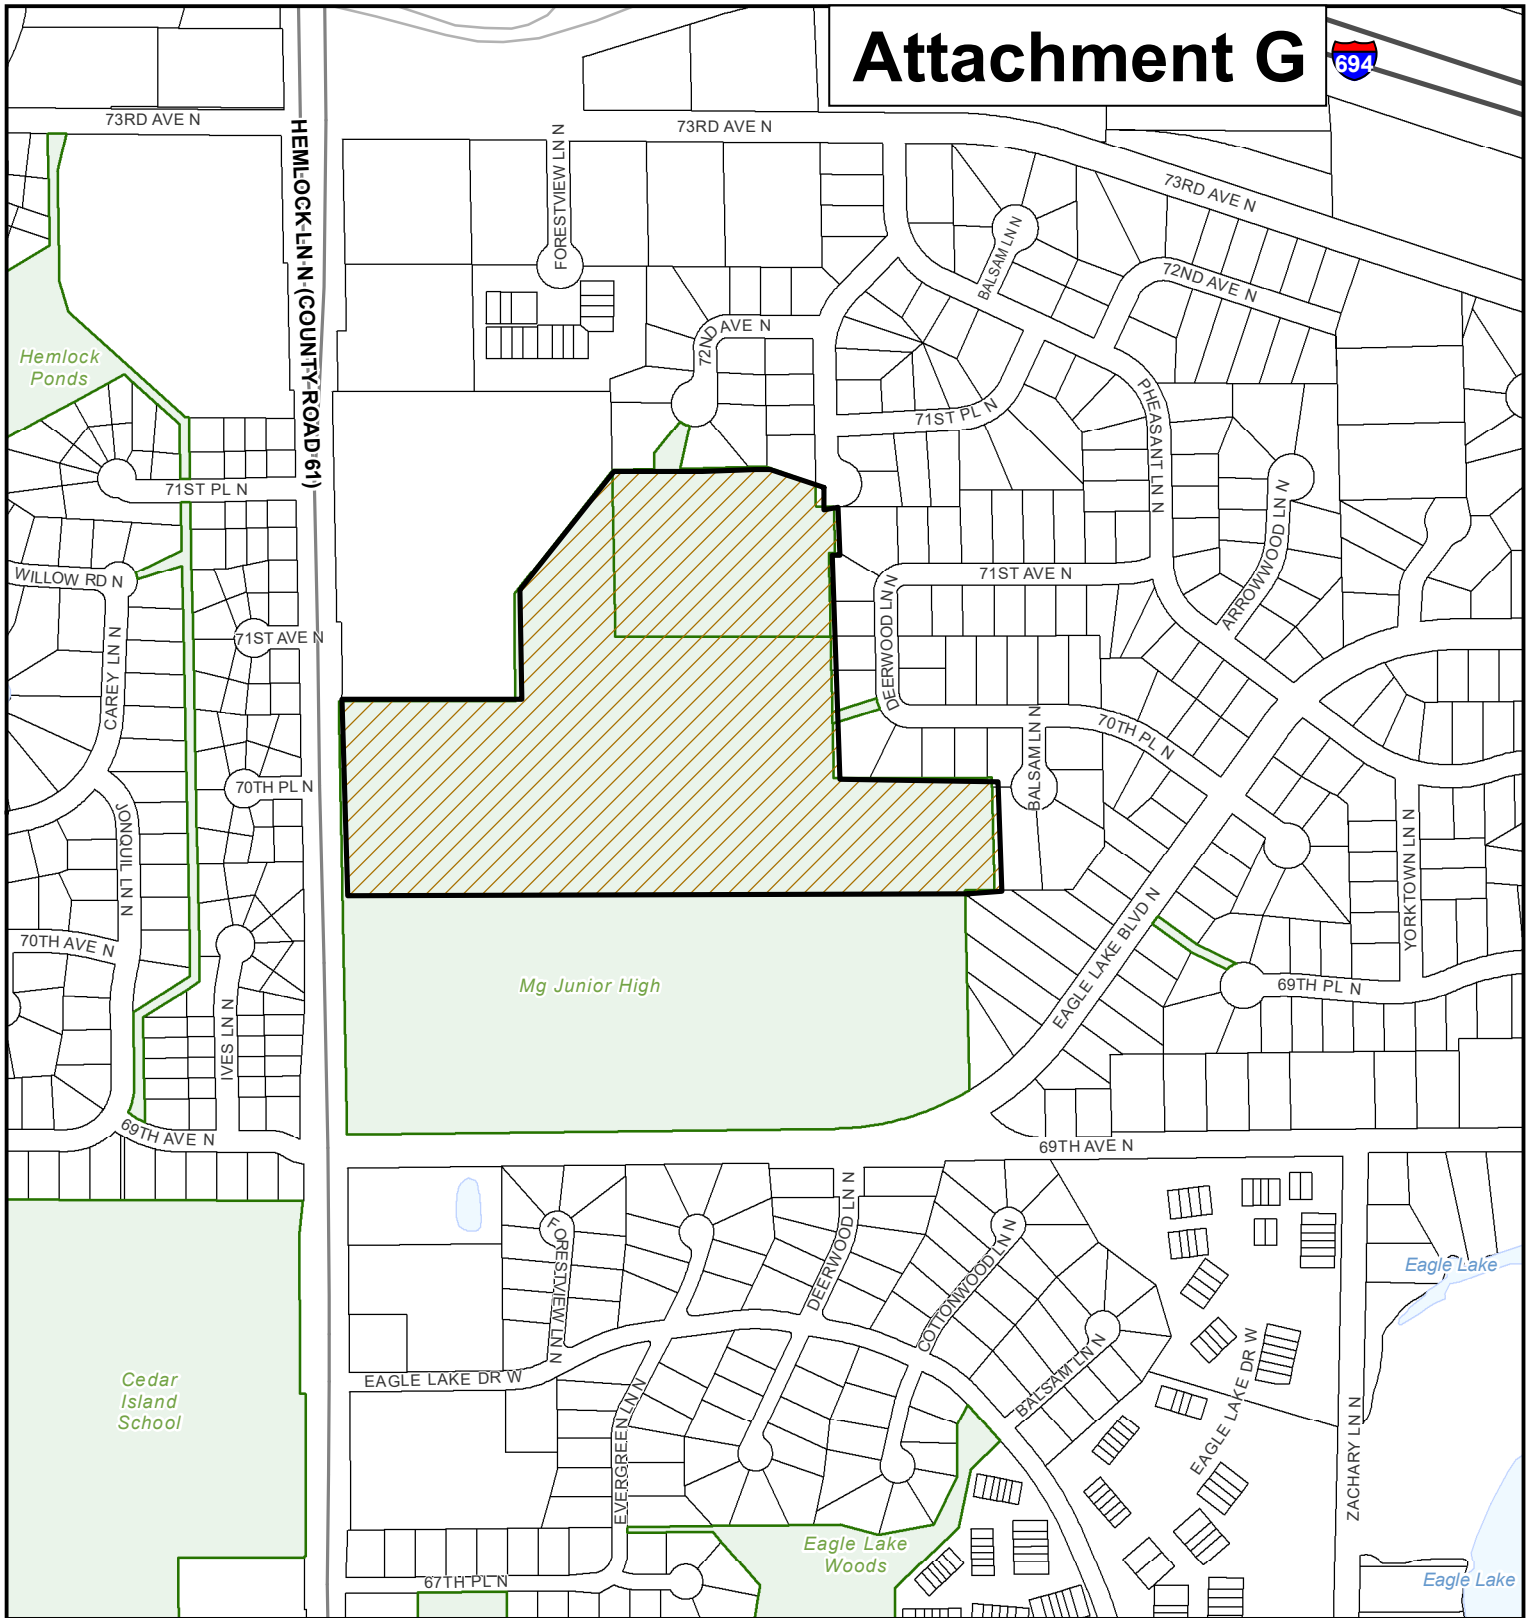 Attachment G
694
73RD AVE N
73RD AVE N
73RD AVE N
HEMLOCK LN N (COUNTY ROAD 61)
FORESTVIEW LN N
BALSAM LN N
72ND AVE N
72ND AVE N
Hemlock
Ponds
71ST PL N
PHEASANT LN N
71ST PL N
ARROWWOOD LN N
WILLOW RD N
71ST AVE N
DEERWOOD LN N
71ST AVE N
CAREY LN N
BALSAM LN N
70TH PL N
70TH PL N
JONQUIL LN N
YORKTOWN LN N
70TH AVE N
EAGLE LAKE BLVD N
Mg Junior High
69TH PL N
IVES LN N
69TH AVE N
69TH AVE N
FORESTVIEW LN N
DEERWOOD LN N
COTTONWOOD LN N
Eagle Lake
EAGLE LAKE DR W
BALSAM LN N
EAGLE LAKE DR W
Cedar
Island
School
EVERGREEN LN N
ZACHARY LN N
Eagle Lake
Woods
67TH PL N
Eagle Lake